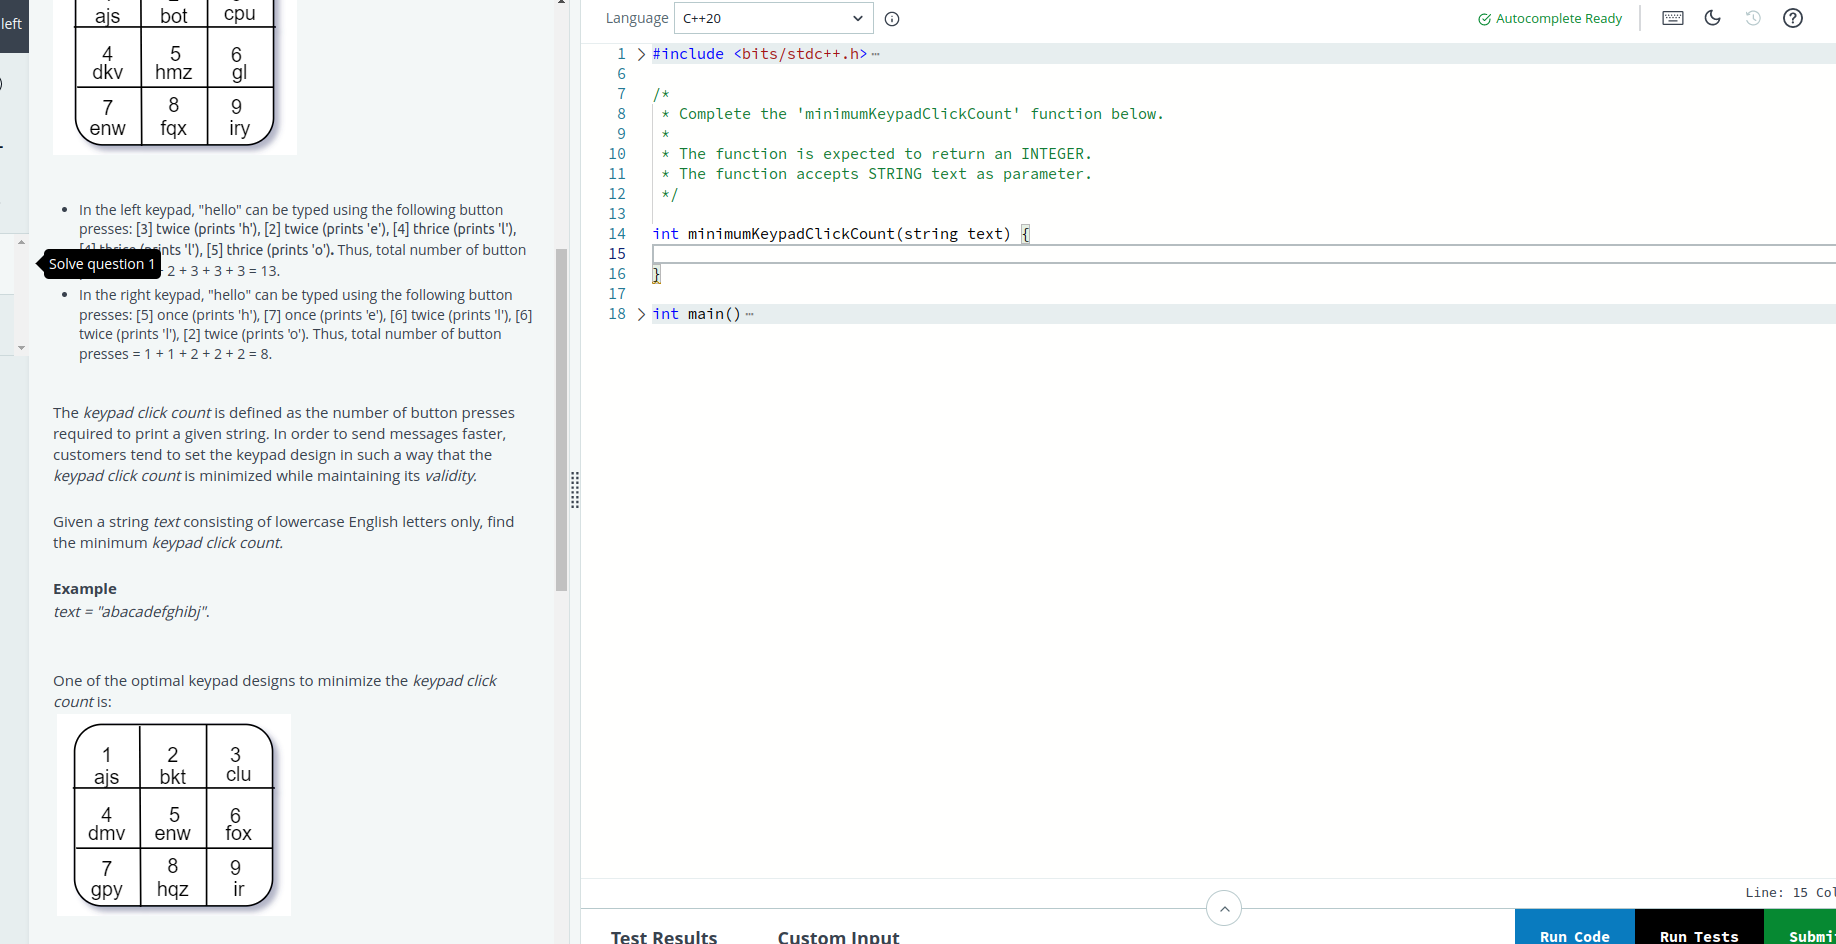 left
ajs bot cpu
4 5 6
dkv hmz gl
7 8 9
enw fqx iry
In the left keypad, "hello" can be typed using the following button
presses: [3] twice (prints 'h'), [2] twice (prints 'e'), [4] thrice (prints 'l'),
nts 'l'), [5] thrice (prints 'o'). Thus, total number of button
Solve question 1
2 + 3 + 3 + 3 = 13.
In the right keypad, "hello" can be typed using the following button
presses: [5] once (prints 'h'), [7] once (prints 'e'), [6] twice (prints 'l'), [6]
twice (prints 'l'), [2] twice (prints 'o'). Thus, total number of button
presses = 1 + 1 + 2 + 2 + 2 = 8.
The keypad click count is defined as the number of button presses
required to print a given string. In order to send messages faster,
customers tend to set the keypad design in such a way that the
keypad click count is minimized while maintaining its validity.
Given a string text consisting of lowercase English letters only, find
the minimum keypad click count.
Example
text = "abacadefghibj".
One of the optimal keypad designs to minimize the keypad click
count is:
1 2 3
ajs bkt clu
4 5 6
dmv enw fox
7 8 9
gpy hqz ir
Language C++20
Autocomplete Ready
1 #include <bits/stdc++.h>
6
7 /*
8 * Complete the 'minimumKeypadClickCount' function below.
9 *
10 * The function is expected to return an INTEGER.
11 * The function accepts STRING text as parameter.
12 */
13
14 int minimumKeypadClickCount(string text) {
15
16 }
17
18 int main()
Line: 15 Col
Test Results Custom Input
Run Code Run Tests Submi